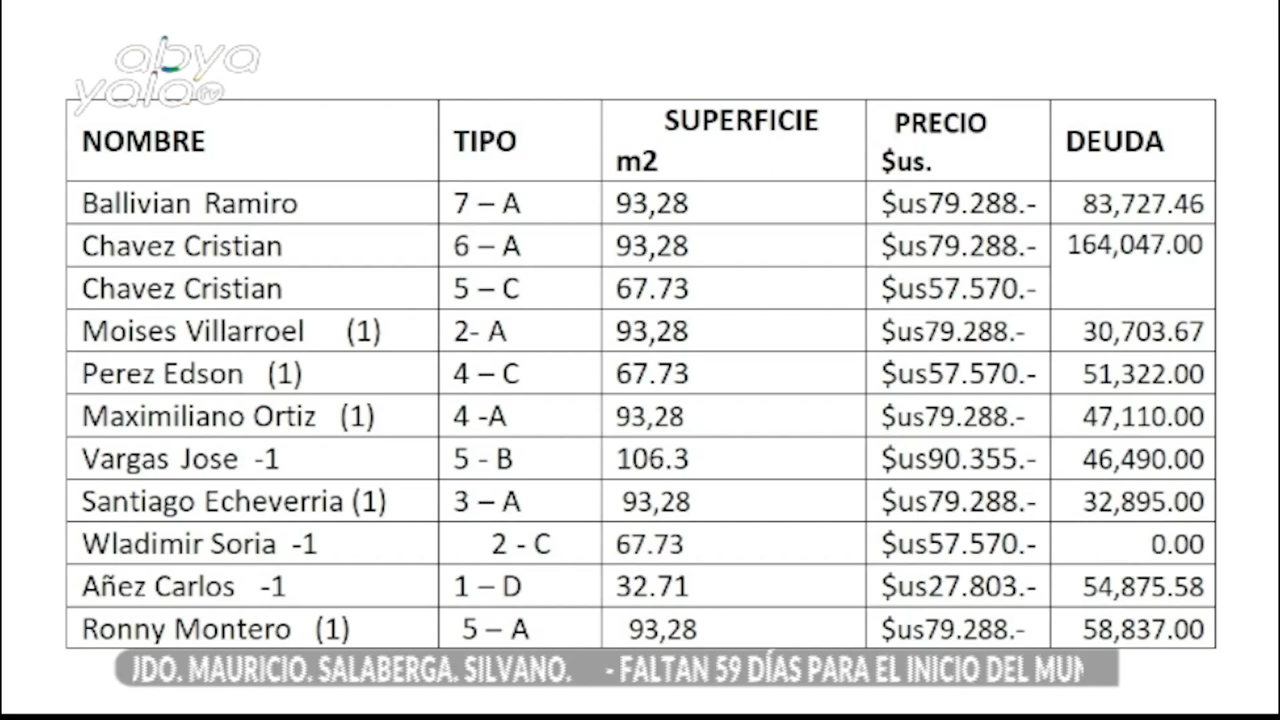 abya
yala tv
NOMBRE TIPO SUPERFICIE m2 PRECIO $us. DEUDA
Ballivian Ramiro 7 – A 93,28 $us79.288.- 83,727.46
Chavez Cristian 6 – A 93,28 $us79.288.- 164,047.00
Chavez Cristian 5 – C 67.73 $us57.570.-
Moises Villarroel (1) 2- A 93,28 $us79.288.- 30,703.67
Perez Edson (1) 4 – C 67.73 $us57.570.- 51,322.00
Maximiliano Ortiz (1) 4 -A 93,28 $us79.288.- 47,110.00
Vargas Jose -1 5 - B 106.3 $us90.355.- 46,490.00
Santiago Echeverria (1) 3 – A 93,28 $us79.288.- 32,895.00
Wladimir Soria -1 2 - C 67.73 $us57.570.- 0.00
Añez Carlos -1 1 – D 32.71 $us27.803.- 54,875.58
Ronny Montero (1) 5 – A 93,28 $us79.288.- 58,837.00
MAURICIO. SALABERGA. SILVANO. - FALTAN 59 DÍAS PARA EL INICIO DEL